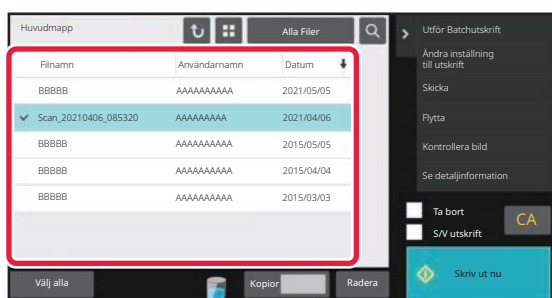 Huvudmapp
Alla Filer
Filnamn Användarnamn Datum
BBBBB AAAAAAAAAA 2021/05/05
Scan_20210406_085320 AAAAAAAAA 2021/04/06
BBBBB AAAAAAAAAA 2015/05/05
BBBBB AAAAAAAAAA 2015/04/04
BBBBB AAAAAAAAAA 2015/03/03
Välj alla
Kopior
Radera
Utför Batchutskrift
Ändra inställning
till utskrift
Skicka
Flytta
Kontrollera bild
Se detaljinformation
Ta bort
S/V utskrift
CA
Skriv ut nu